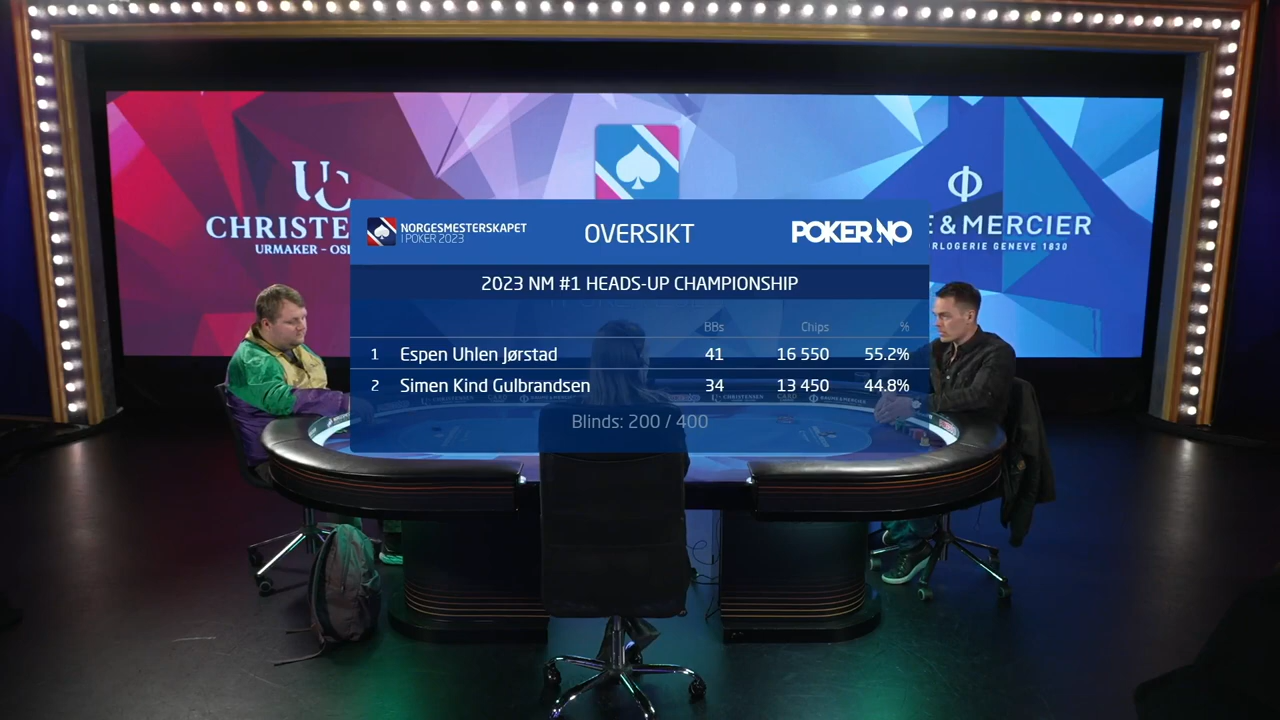 UC
CHRISTE
URMAKER - OSL
E & MERCIER
RLOGERIE GENEVE 1830
NORGESMESTERSKAPET
I POKER 2023
OVERSIKT
POKER.NO
2023 NM #1 HEADS-UP CHAMPIONSHIP
BBs Chips %
1 Espen Uhlen Jørstad 41 16 550 55.2%
2 Simen Kind Gulbrandsen 34 13 450 44.8%
Blinds: 200 / 400